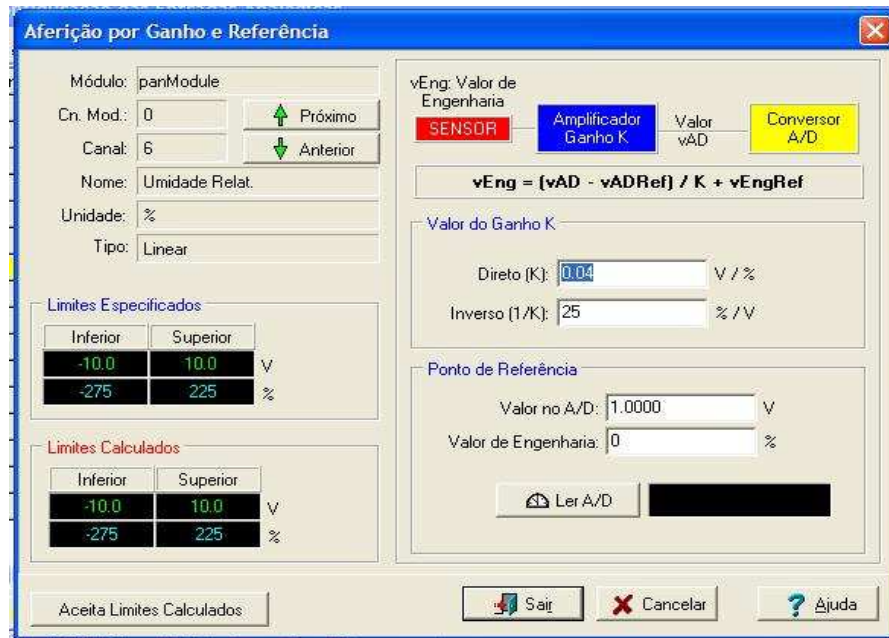 Aferição por Ganho e Referência
Módulo: panModule
Cn. Mod.: 0
Próximo
Canal: 6
Anterior
Nome: Umidade Relat.
Unidade: %
Tipo: Linear
Limites Especificados
Inferior Superior
-10.0 10.0 V
-275 225 %
Limites Calculados
Inferior Superior
-10.0 10.0 V
-275 225 %
Aceita Limites Calculados
vEng: Valor de
Engenharia
SENSOR
Amplificador
Ganho K
Valor
vAD
Conversor
A/D
vEng = (vAD - vADRef) / K + vEngRef
Valor do Ganho K
Direto (K): 0.04 V / %
Inverso (1/K): 25 % / V
Ponto de Referência
Valor no A/D: 1.0000 V
Valor de Engenharia: 0 %
Ler A/D
Sair
Cancelar
? Ajuda